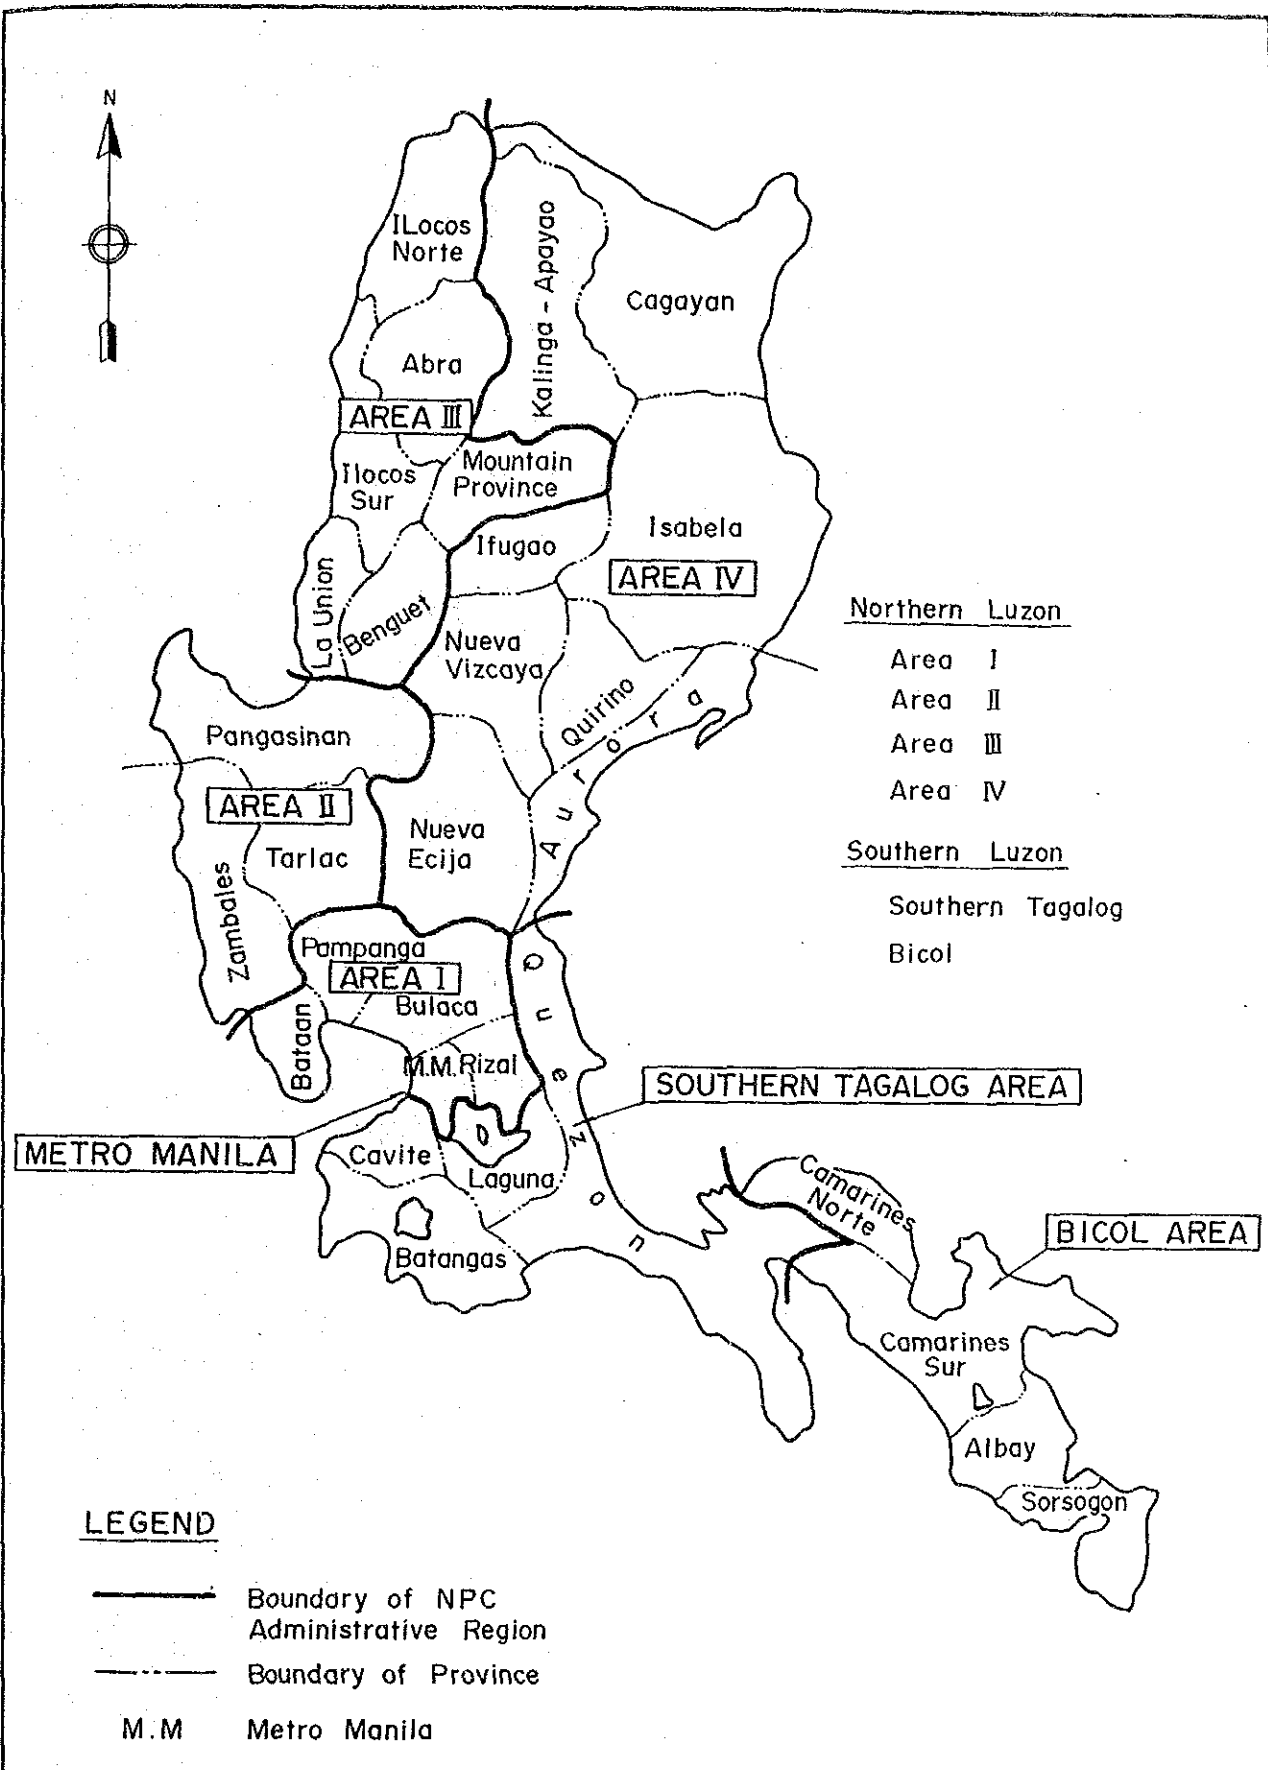 N
ILocos
Norte
Kalinga - Apayao
Cagayan
Abra
AREA III
Ilocos
Sur
Mountain
Province
Ifugao
Isabela
AREA IV
La Union
Benguet
Nueva
Vizcaya
Quirino
Aurora
Pangasinan
AREA II
Tarlac
Nueva
Ecija
Zambales
Pampanga
AREA I
Bulaca
Bataan
M.M.
Rizal
Quezon
SOUTHERN TAGALOG AREA
METRO MANILA
Cavite
Laguna
Batangas
Camarines
Norte
BICOL AREA
Camarines
Sur
Albay
Sorsogon
Northern Luzon
Area I
Area II
Area III
Area IV
Southern Luzon
Southern Tagalog
Bicol
LEGEND
Boundary of NPC
Administrative Region
Boundary of Province
M.M Metro Manila